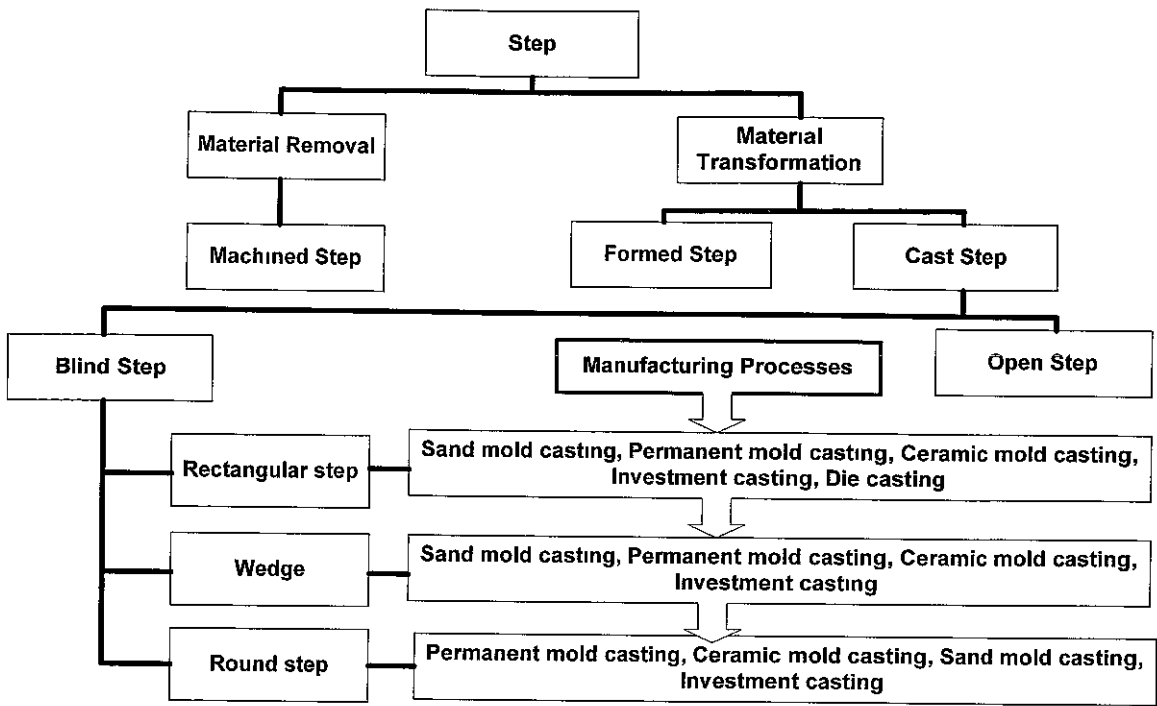 Step
Material Removal
Material
Transformation
Machined Step
Formed Step
Cast Step
Blind Step
Manufacturing Processes
Open Step
Rectangular step
Sand mold casting, Permanent mold casting, Ceramic mold casting,
Investment casting, Die casting
Wedge
Sand mold casting, Permanent mold casting, Ceramic mold casting,
Investment casting
Round step
Permanent mold casting, Ceramic mold casting, Sand mold casting,
Investment casting